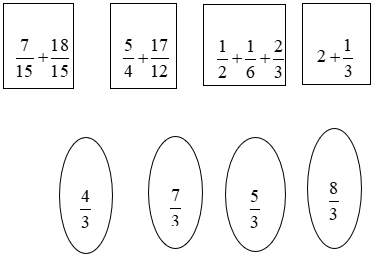 7/15 + 18/15
5/4 + 17/12
1/2 + 1/6 + 2/3
2 + 1/3
4/3
7/3
5/3
8/3